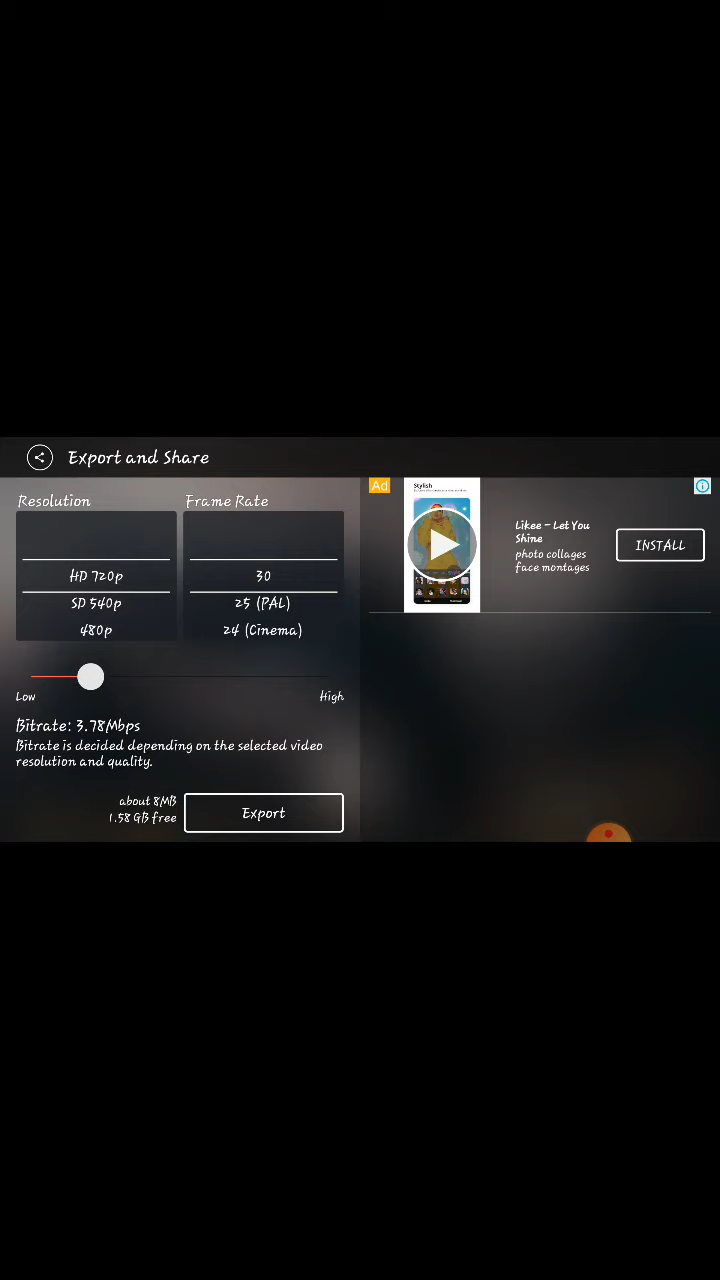 Export and Share
Resolution
Frame Rate
HD 720p
SD 540p
480p
30
25 (PAL)
24 (Cinema)
Low
High
Bitrate: 3.78Mbps
Bitrate is decided depending on the selected video
resolution and quality.
about 8MB
1.58 GB free
Export
Ad
Stylish
Likee – Let You
Shine
photo collages
face montages
INSTALL